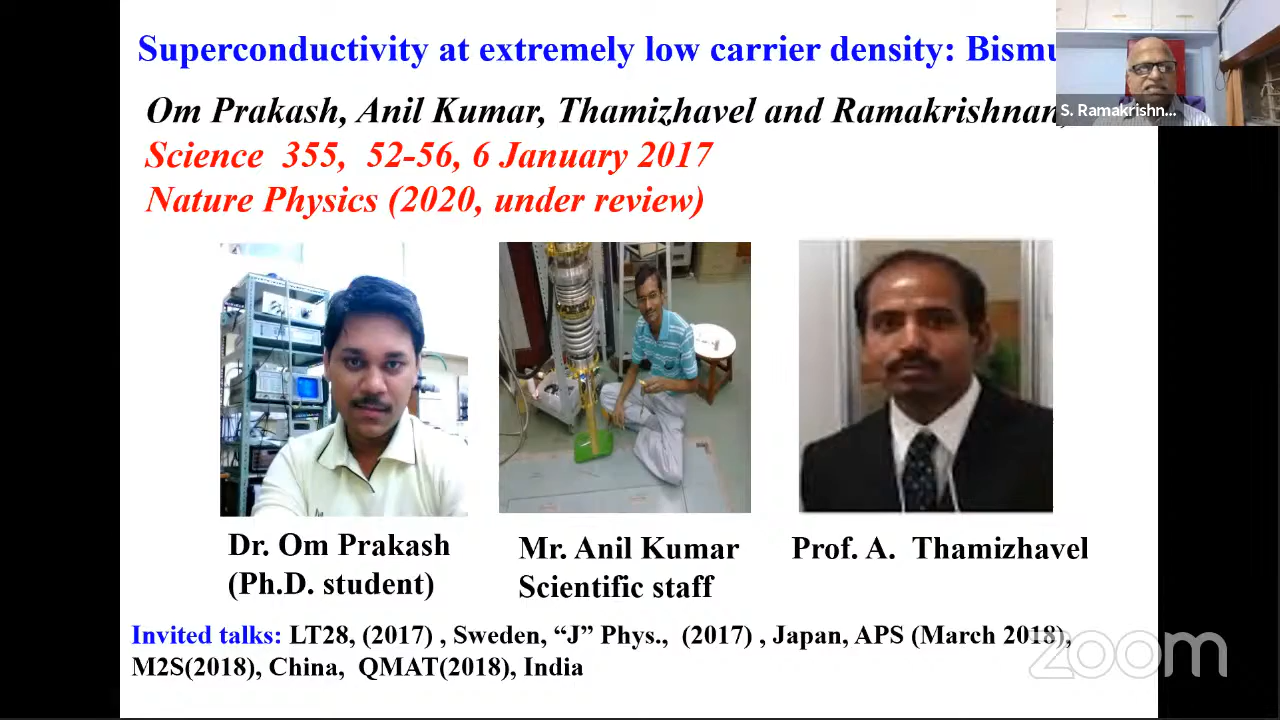 Superconductivity at extremely low carrier density: Bismu
Om Prakash, Anil Kumar, Thamizhavel and Ramakrishnan,
S. Ramakrishn...
Science 355, 52-56, 6 January 2017
Nature Physics (2020, under review)
Dr. Om Prakash
(Ph.D. student)
Mr. Anil Kumar
Scientific staff
Prof. A. Thamizhavel
Invited talks: LT28, (2017) , Sweden, “J” Phys., (2017) , Japan, APS (March 2018),
M2S(2018), China, QMAT(2018), India
zoom